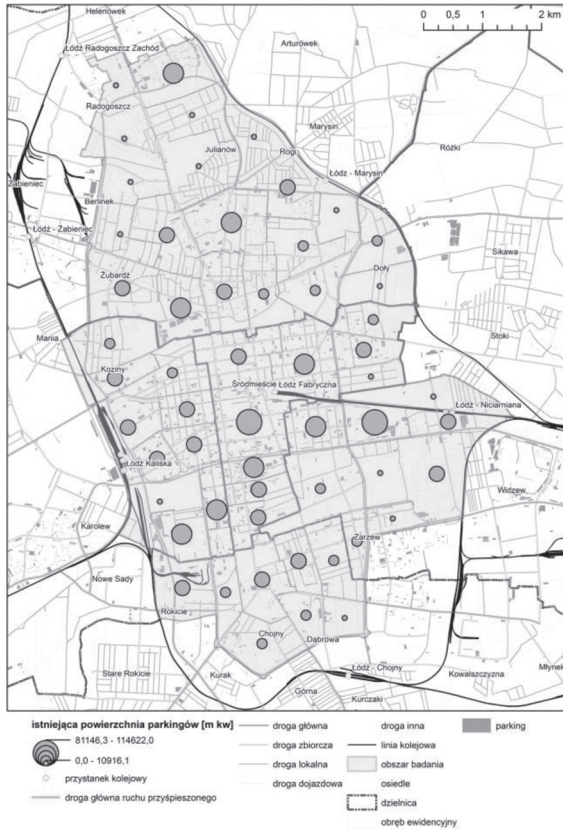 Helenówek
0 0,5 1 2 km
Łódź Radogoszcz Zachód
Arturówek
Radogoszcz
Marysin
Julianów
Rogi
Różki
Łódź - Marysin
Żabieniec
Berlinek
Łódź - Żabieniec
Doły
Sikawa
Żubardź
Mania
Stoki
Koziny
Śródmieście
Łódź Fabryczna
Łódź - Niciarniana
Łódź Kaliska
Widzew
Karolew
Zarzew
Nowe Sady
Rokicie
Chojny
Dąbrowa
Stare Rokicie
Kurak
Łódź - Chojny
Kowalszczyzna
Młynek
Górna
Kurczaki
istniejąca powierzchnia parkingów [m kw]
81146,3 - 114622,0
0,0 - 10916,1
przystanek kolejowy
droga główna ruchu przyśpieszonego
droga główna
droga zbiorcza
droga lokalna
droga dojazdowa
droga inna
linia kolejowa
obszar badania
osiedle
dzielnica
obręb ewidencyjny
parking